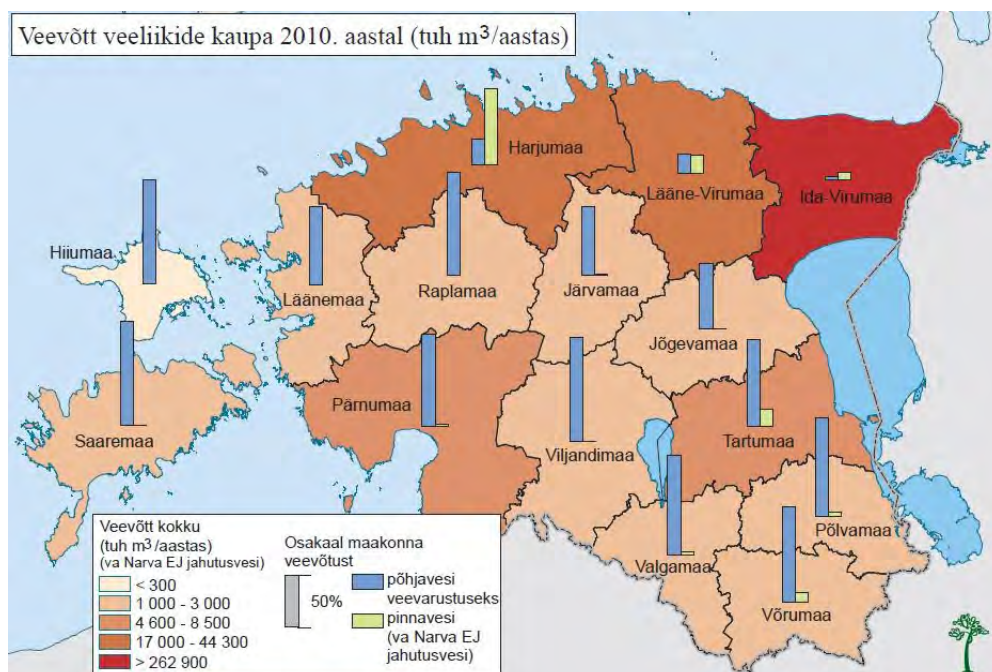 Veevõtt veeliikide kaupa 2010. aastal (tuh m³/aastas)
Harjumaa
Lääne-Virumaa
Ida-Virumaa
Hiiumaa
Läänemaa
Raplamaa
Järvamaa
Jõgevamaa
Saaremaa
Pärnumaa
Viljandimaa
Tartumaa
Valgamaa
Põlvamaa
Võrumaa
Veevõtt kokku
(tuh m³/aastas)
(va Narva EJ jahutusvesi)
< 300
1 000 - 3 000
4 600 - 8 500
17 000 - 44 300
> 262 900
Osakaal maakonna
veevõtust
50%
põhjavesi
veevarustuseks
pinnavesi
(va Narva EJ
jahutusvesi)